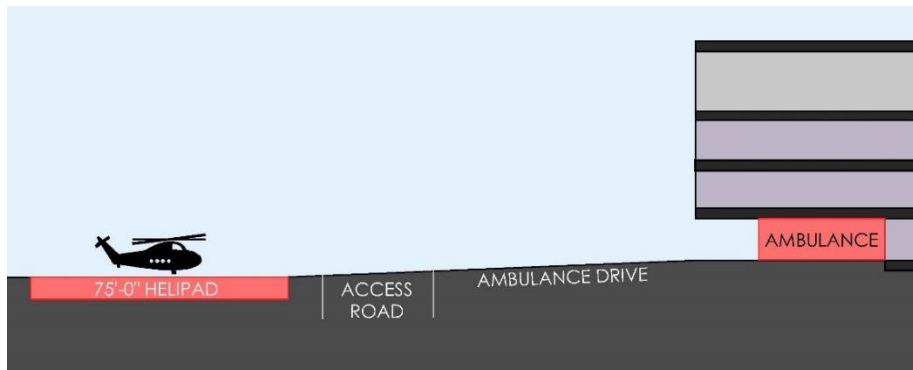 AMBULANCE
75'-0" HELIPAD
ACCESS
ROAD
AMBULANCE DRIVE